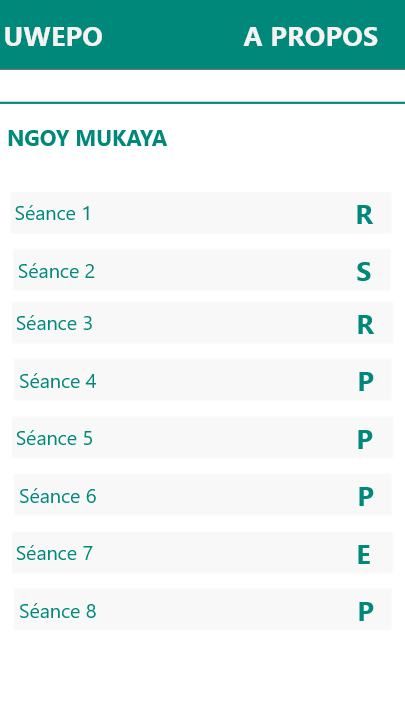 UWEPO A PROPOS
NGOY MUKAYA
Séance 1 R
Séance 2 S
Séance 3 R
Séance 4 P
Séance 5 P
Séance 6 P
Séance 7 E
Séance 8 P